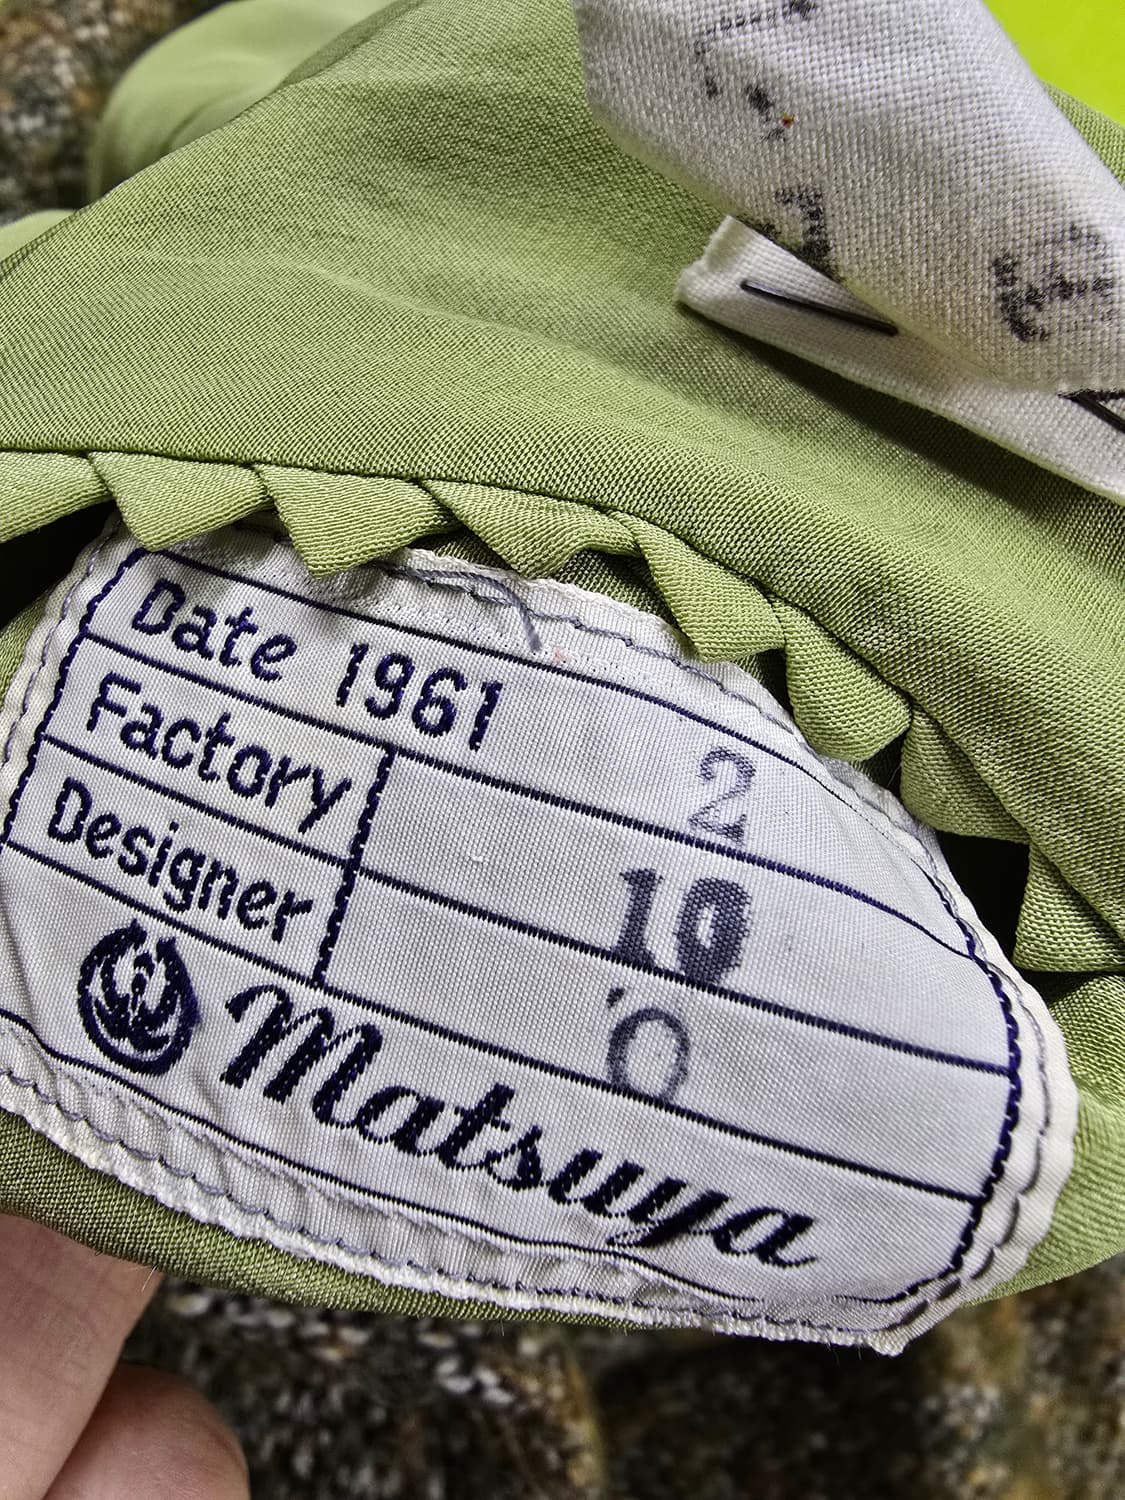 Date 1961 2
Factory 10
Designer 'O
Matsuya